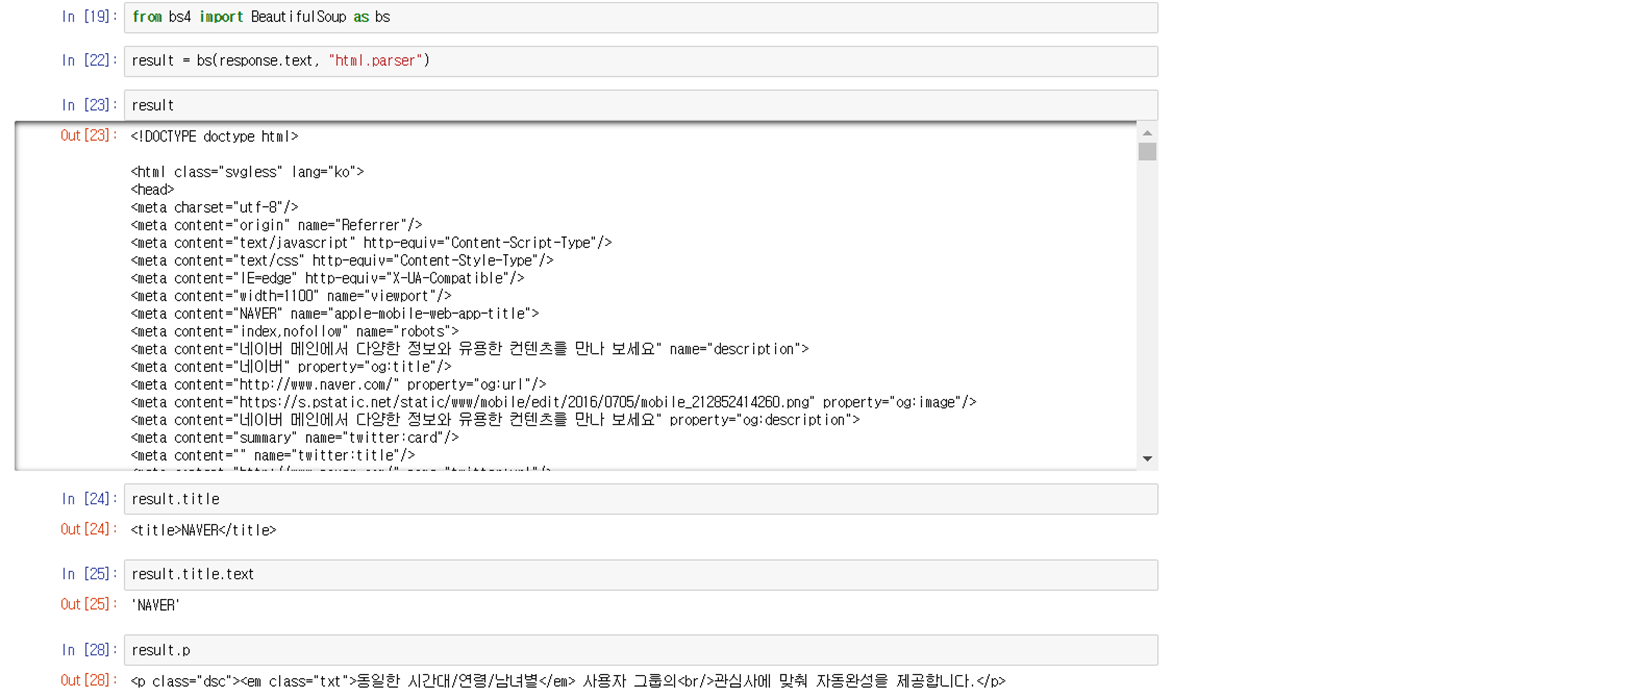 In [19]: from bs4 import BeautifulSoup as bs
In [22]: result = bs(response.text, "html.parser")
In [23]: result
Out[23]: <!DOCTYPE doctype html>
<html class="svgless" lang="ko">
<head>
<meta charset="utf-8"/>
<meta content="origin" name="Referrer"/>
<meta content="text/javascript" http-equiv="Content-Script-Type"/>
<meta content="text/css" http-equiv="Content-Style-Type"/>
<meta content="IE=edge" http-equiv="X-UA-Compatible"/>
<meta content="width=1100" name="viewport"/>
<meta content="NAVER" name="apple-mobile-web-app-title">
<meta content="index,nofollow" name="robots">
<meta content="네이버 메인에서 다양한 정보와 유용한 컨텐츠를 만나 보세요" name="description">
<meta content="네이버" property="og:title"/>
<meta content="http://www.naver.com/" property="og:url"/>
<meta content="https://s.pstatic.net/static/www/mobile/edit/2016/0705/mobile_212852414260.png" property="og:image"/>
<meta content="네이버 메인에서 다양한 정보와 유용한 컨텐츠를 만나 보세요" property="og:description">
<meta content="summary" name="twitter:card"/>
<meta content="" name="twitter:title"/>
<meta content="http://www.naver.com/" name="twitter:url"/>
In [24]: result.title
Out[24]: <title>NAVER</title>
In [25]: result.title.text
Out[25]: 'NAVER'
In [28]: result.p
Out[28]: <p class="dsc"><em class="txt">동일한 시간대/연령/남녀별</em> 사용자 그룹의<br/>관심사에 맞춰 자동완성을 제공합니다.</p>